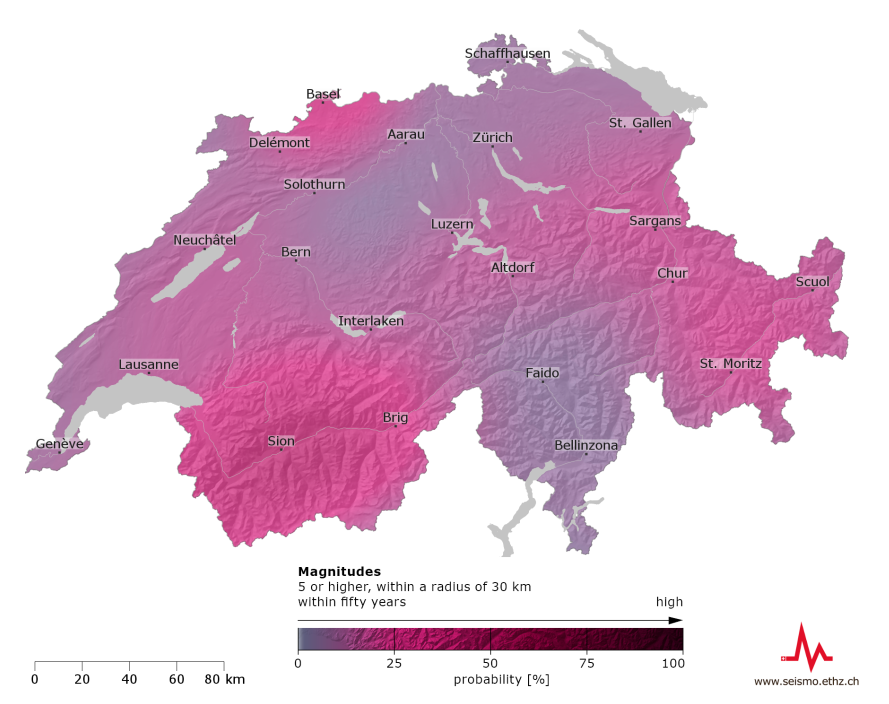 Schaffhausen
Basel
St. Gallen
Aarau
Zürich
Delémont
Solothurn
Sargans
Luzern
Neuchâtel
Bern
Altdorf
Chur
Scuol
Interlaken
Lausanne
St. Moritz
Faido
Brig
Sion
Genève
Bellinzona
Magnitudes
5 or higher, within a radius of 30 km
within fifty years high
0 25 50 75 100
probability [%]
0 20 40 60 80 km
www.seismo.ethz.ch